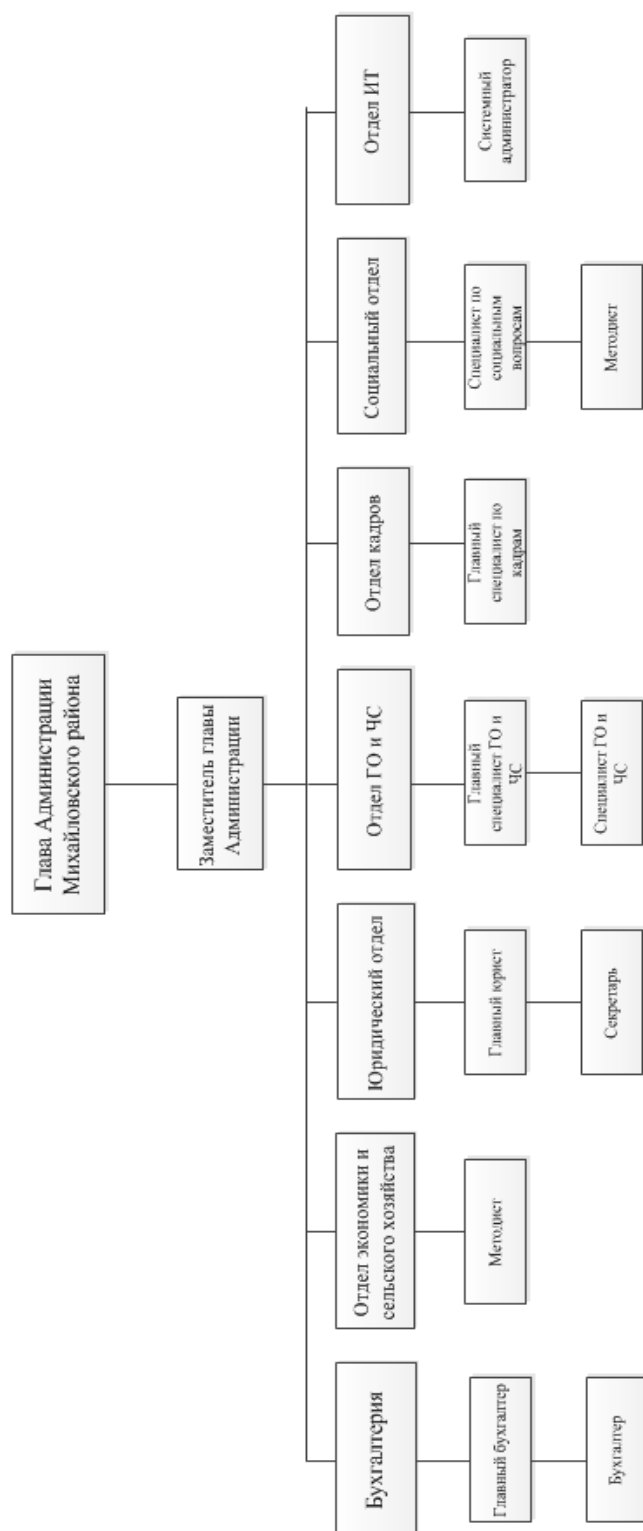 Глава Администрации
Михайловского района
Заместитель главы
Администрации
Бухгалтерия
Отдел экономики и
сельского хозяйства
Юридический отдел
Отдел ГО и ЧС
Отдел кадров
Социальный отдел
Отдел ИТ
Главный бухгалтер
Методист
Главный юрист
Главный
специалист ГО и
ЧС
Главный
специалист по
кадрам
Специалист по
социальным
вопросам
Системный
администратор
Бухгалтер
Секретарь
Специалист ГО и
ЧС
Методист